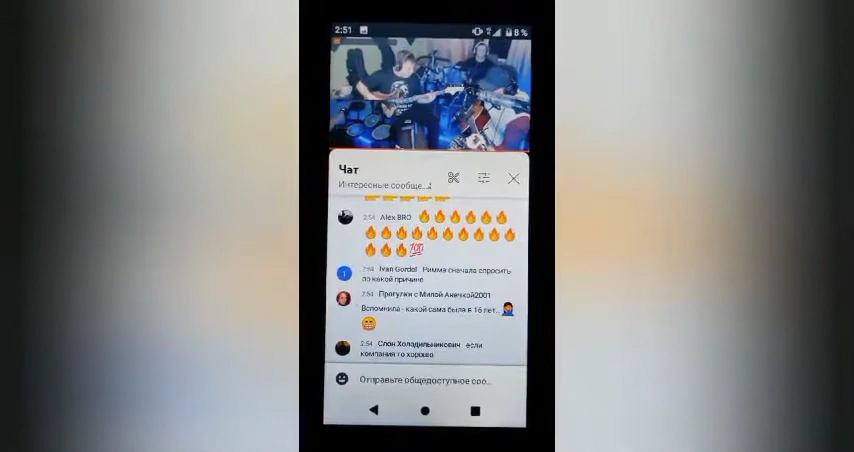 2:51 8 %
Чат
Интересные сообще...
2:54 Alex BRO 🔥🔥🔥🔥🔥🔥
🔥🔥🔥🔥🔥🔥🔥🔥🔥🔥
🔥🔥🔥💯
2:54 Ivan Gordel Римма сначала спросить
по какой причине
2:54 Прогулки с Милой Анечкой2001
Вспомнила - какой сама была в 16 лет..🤦‍♀️
😁
2:54 Слон Холодильникович если
компания то хорошо
Отправьте общедоступное соо...